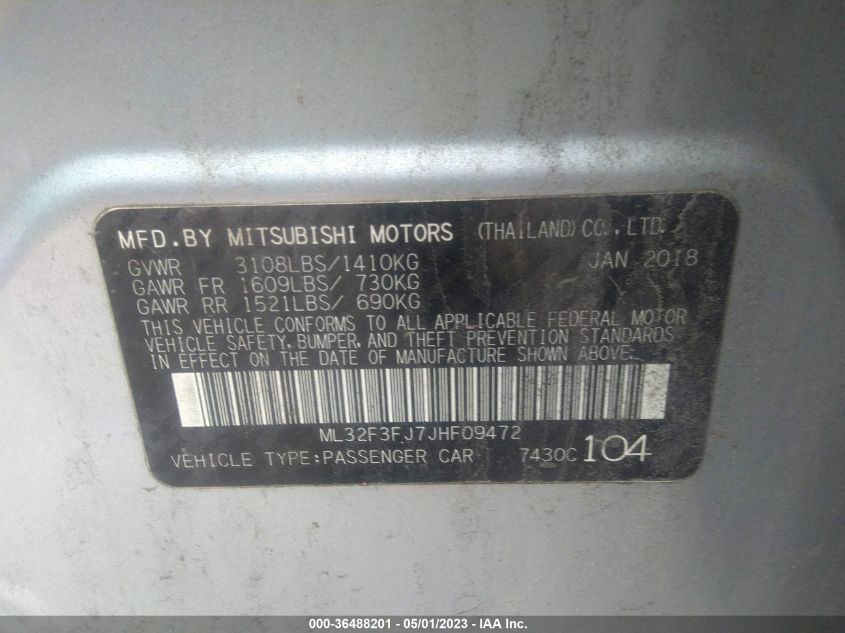 MFD.BY MITSUBISHI MOTORS (THAILAND) CO.,LTD.
GVWR 3108LBS/1410KG JAN 2018
GAWR FR 1609LBS/ 730KG
GAWR RR 1521LBS/ 690KG
THIS VEHICLE CONFORMS TO ALL APPLICABLE FEDERAL MOTOR
VEHICLE SAFETY, BUMPER, AND THEFT PREVENTION STANDARDS
IN EFFECT ON THE DATE OF MANUFACTURE SHOWN ABOVE.
ML32F3FJ7JHF09472
VEHICLE TYPE:PASSENGER CAR 7430C 104
000-36488201 - 05/01/2023 - IAA Inc.